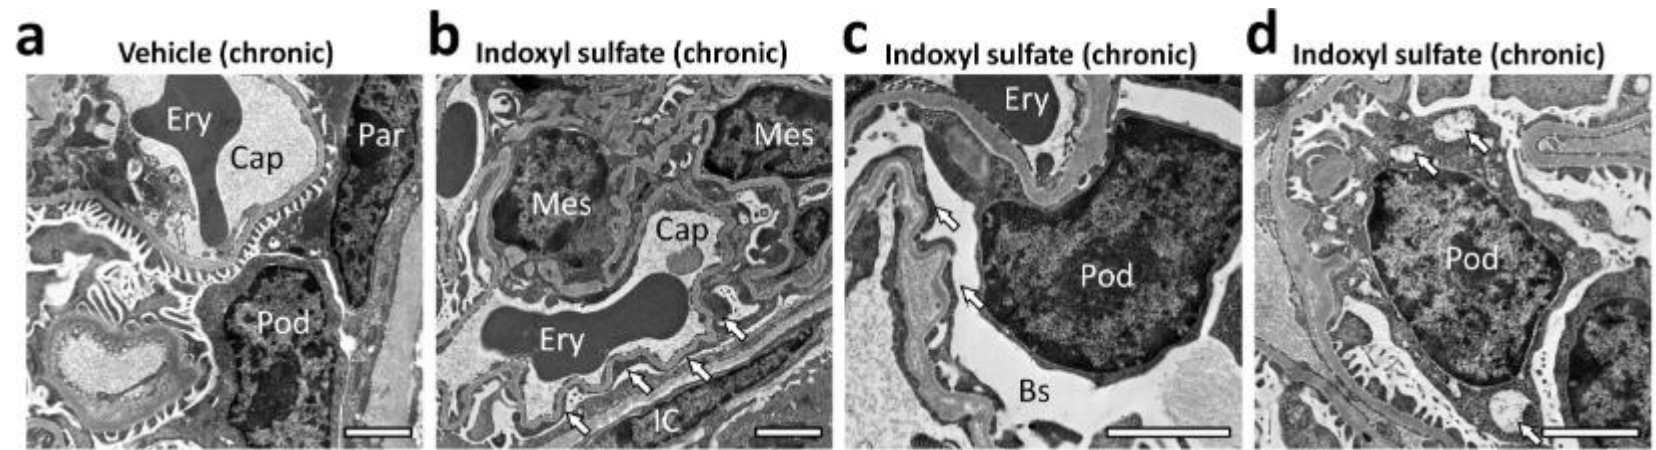 a
Vehicle (chronic)
Ery
Cap
Par
Pod
b
Indoxyl sulfate (chronic)
Mes
Mes
Cap
Ery
IC
c
Indoxyl sulfate (chronic)
Ery
Pod
Bs
d
Indoxyl sulfate (chronic)
Pod